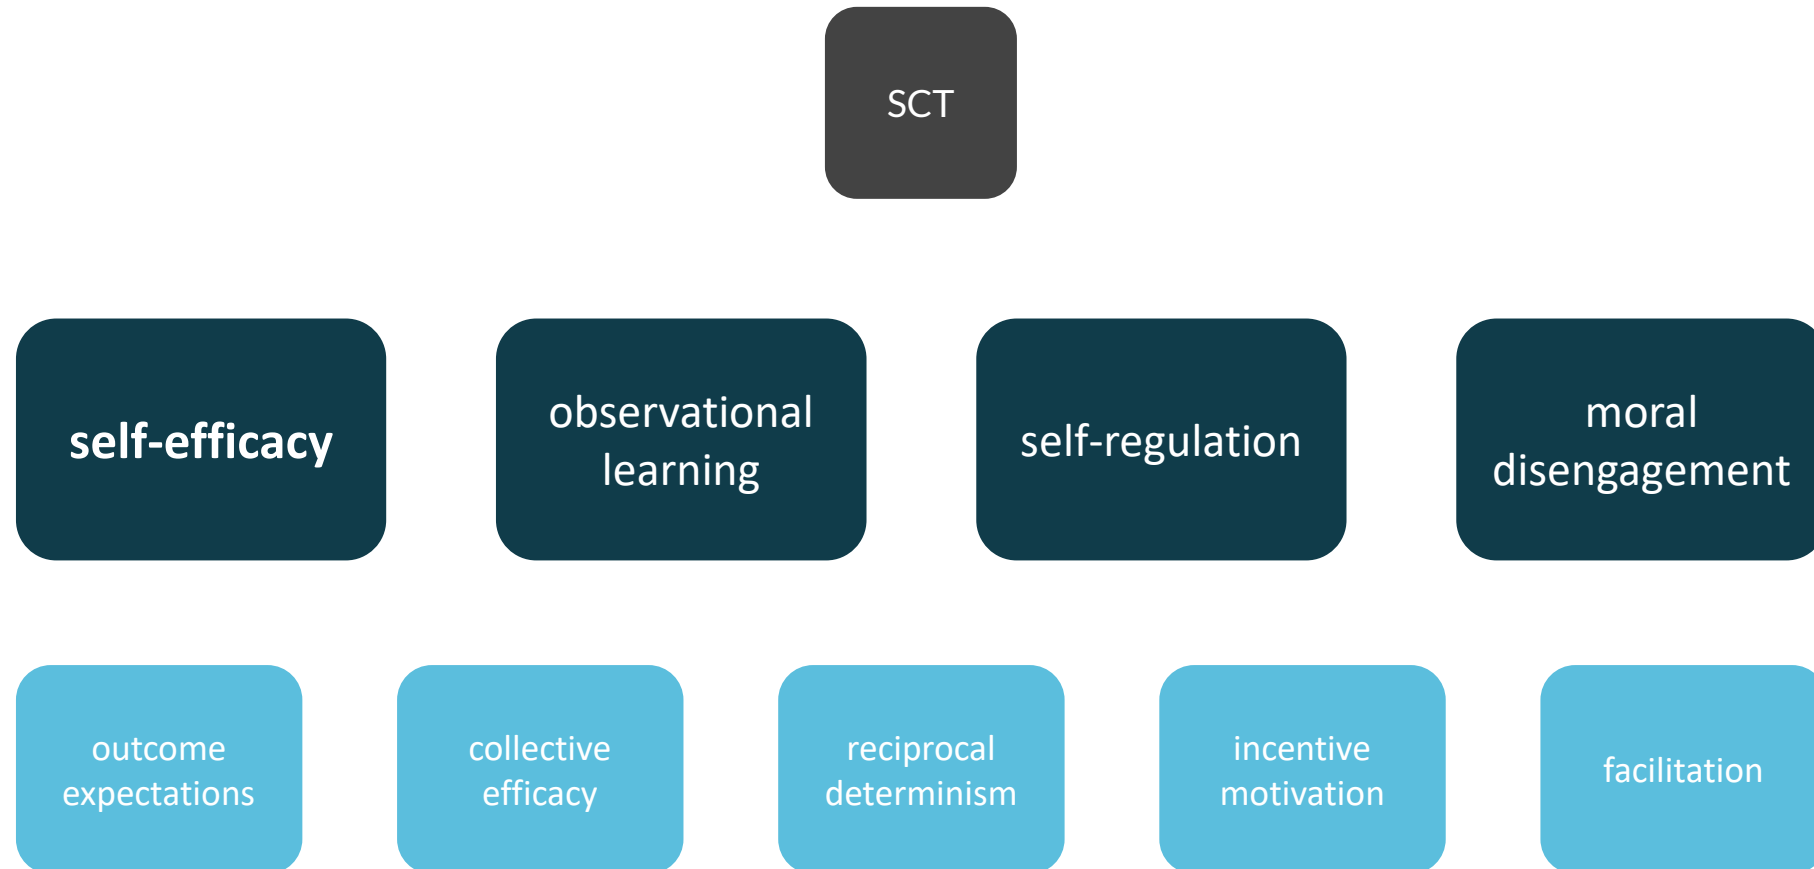 SCT
self-efficacy
observational
learning
self-regulation
moral
disengagement
outcome
expectations
collective
efficacy
reciprocal
determinism
incentive
motivation
facilitation